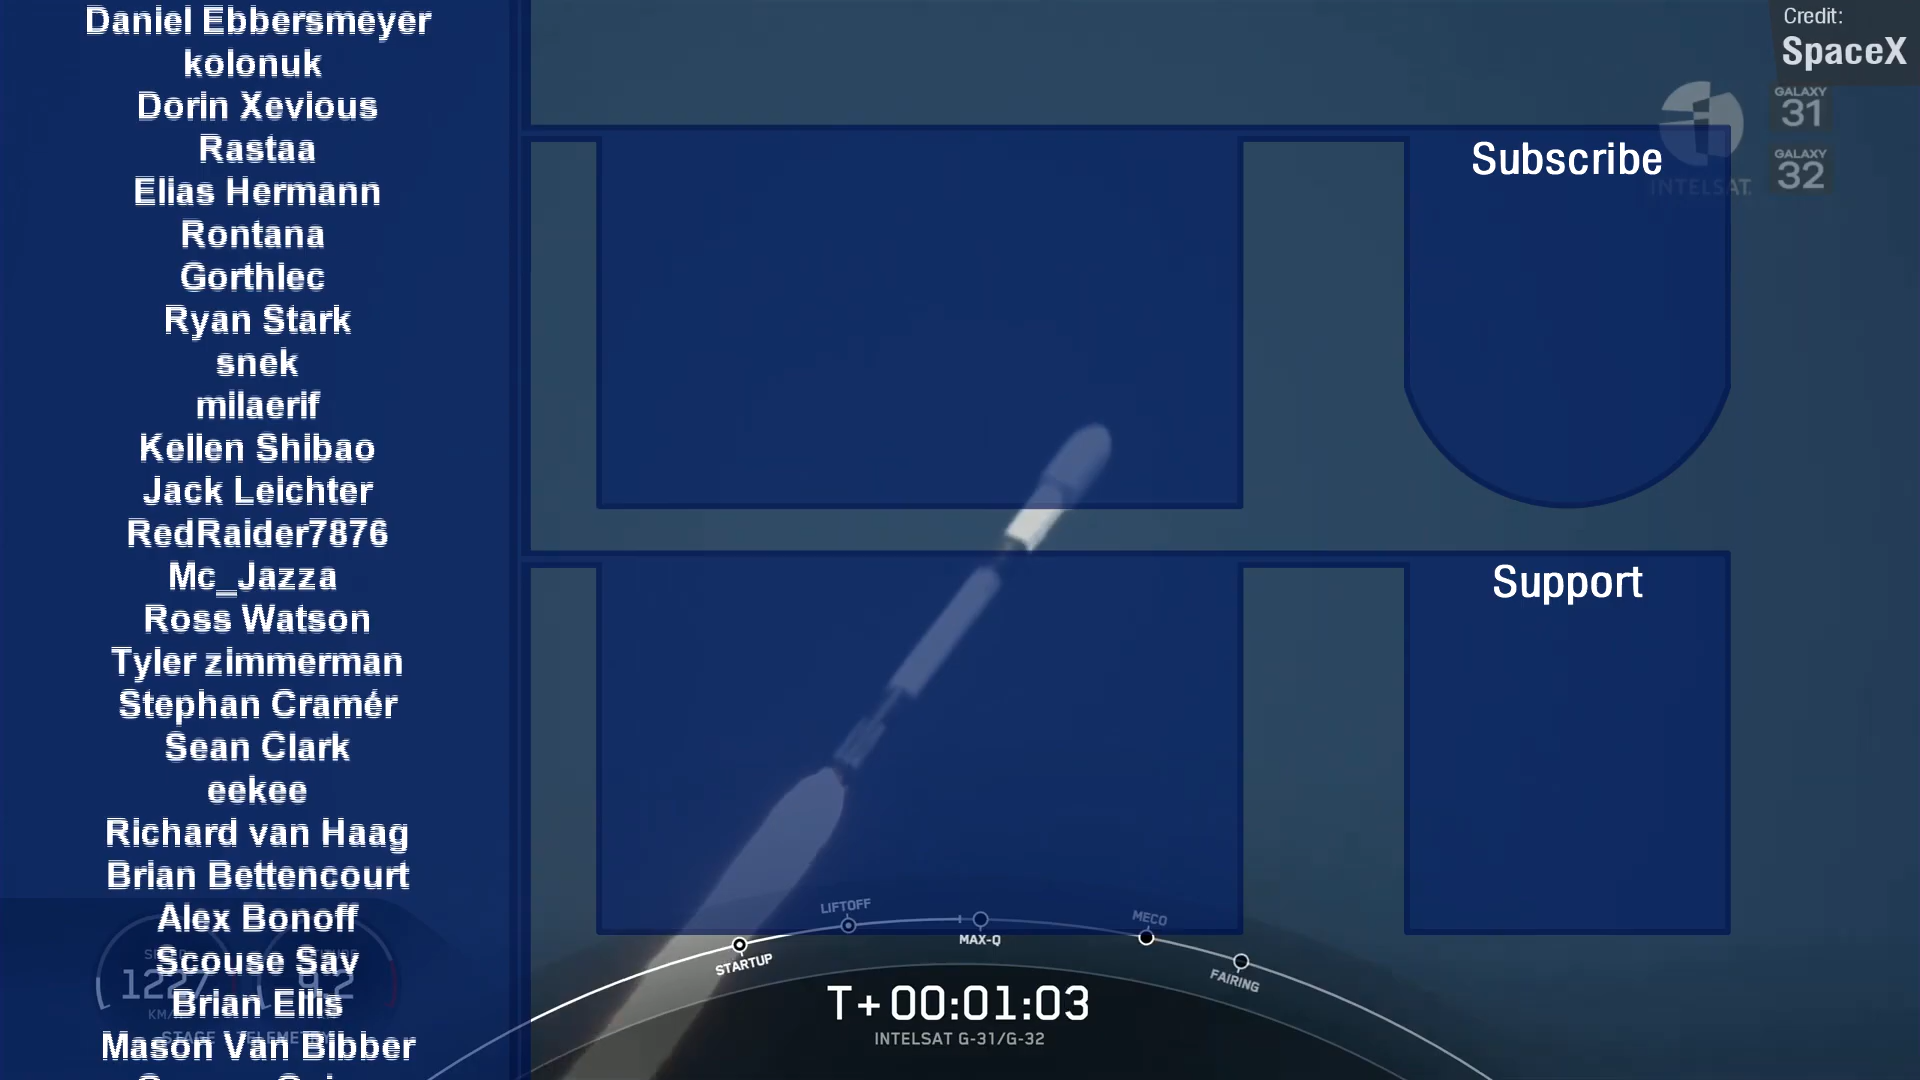 Daniel Ebbersmeyer
kolonuk
Dorin Xevious
Rastaa
Elias Hermann
Rontana
Gorthlec
Ryan Stark
snek
milaerif
Kellen Shibao
Jack Leichter
RedRaider7876
Mc_Jazza
Ross Watson
Tyler zimmerman
Stephan Cramér
Sean Clark
eekee
Richard van Haag
Brian Bettencourt
Alex Bonoff
Scouse Say
Brian Ellis
Mason Van Bibber
Credit:
SpaceX
GALAXY
31
GALAXY
32
INTELSAT.
Subscribe
Support
STARTUP
LIFTOFF
MAX-Q
MECO
FAIRING
T+00:01:03
INTELSAT G-31/G-32